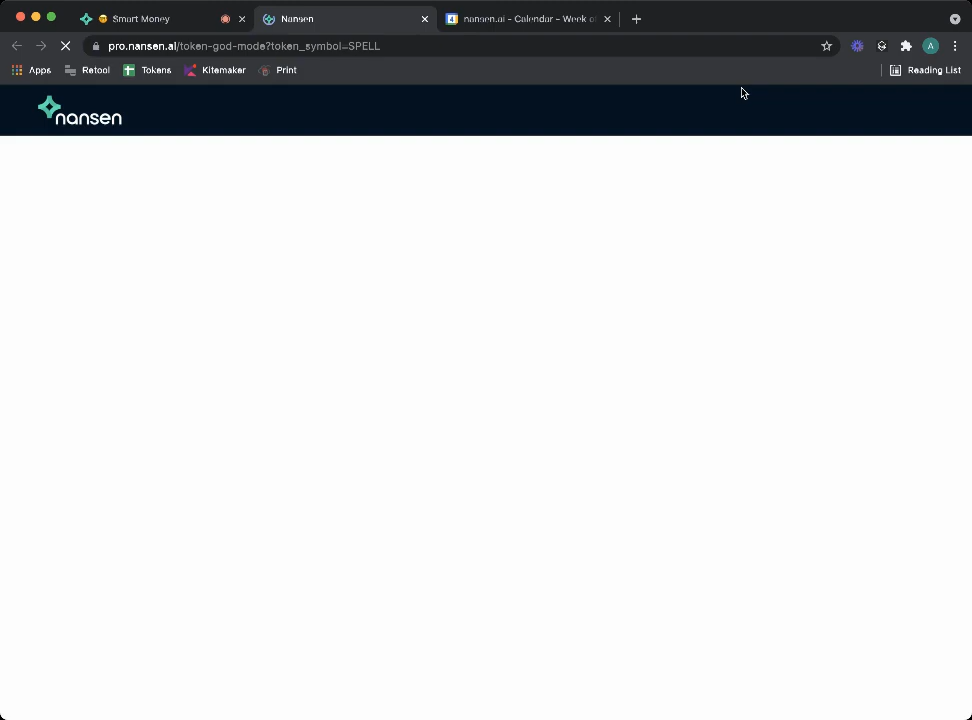 Smart Money
Nansen
nansen.ai - Calendar - Week of
pro.nansen.ai/token-god-mode?token_symbol=SPELL
A
Apps
Retool
Tokens
Kitemaker
Print
Reading List
nansen